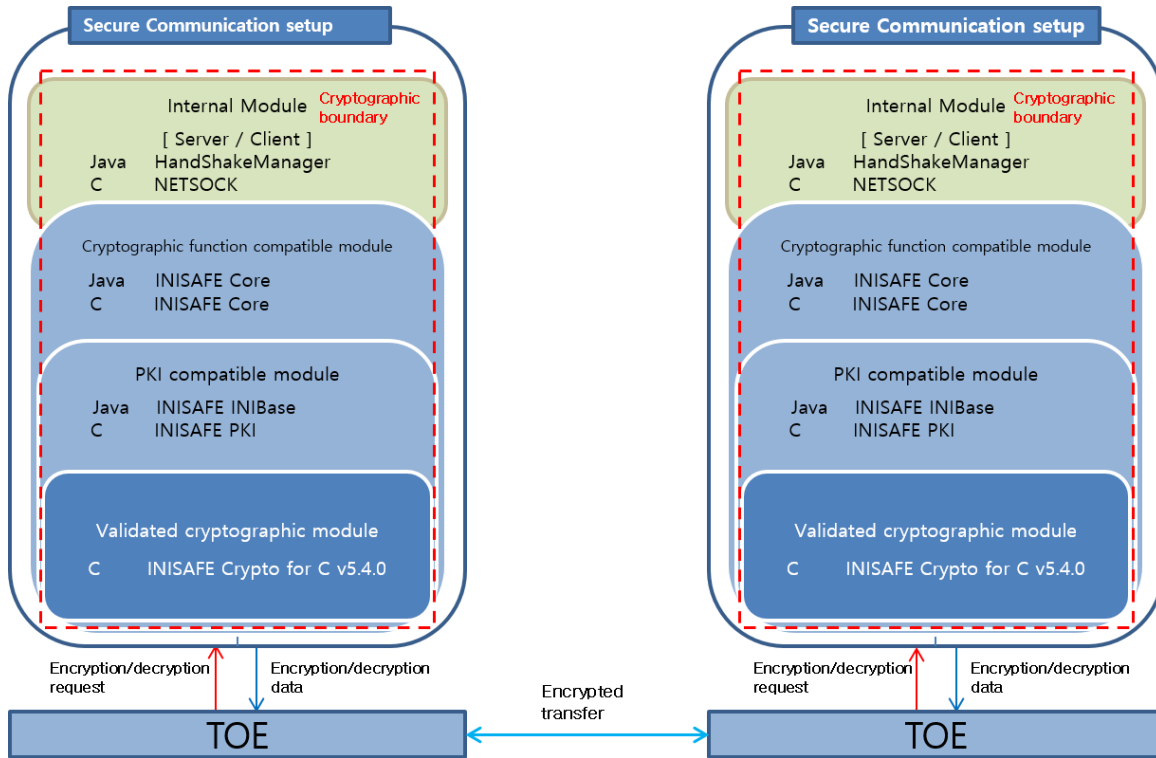 Secure Communication setup
Internal Module
Cryptographic
boundary
[ Server / Client ]
Java HandShakeManager
C NETSOCK
Cryptographic function compatible module
Java INISAFE Core
C INISAFE Core
PKI compatible module
Java INISAFE INIBase
C INISAFE PKI
Validated cryptographic module
C INISAFE Crypto for C v5.4.0
Encryption/decryption
request
Encryption/decryption
data
TOE
Encrypted
transfer
Secure Communication setup
Internal Module
Cryptographic
boundary
[ Server / Client ]
Java HandShakeManager
C NETSOCK
Cryptographic function compatible module
Java INISAFE Core
C INISAFE Core
PKI compatible module
Java INISAFE INIBase
C INISAFE PKI
Validated cryptographic module
C INISAFE Crypto for C v5.4.0
Encryption/decryption
request
Encryption/decryption
data
TOE